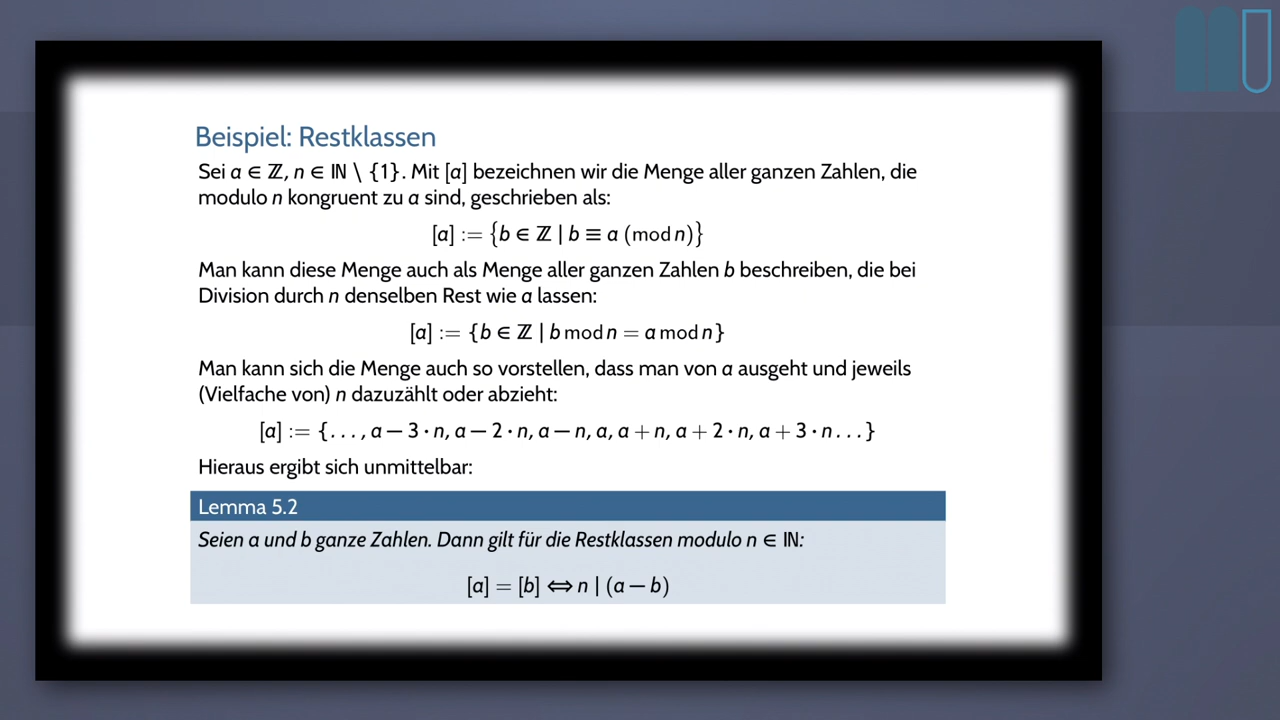 Beispiel: Restklassen
Sei a ∈ ℤ, n ∈ ℕ \ {1}. Mit [a] bezeichnen wir die Menge aller ganzen Zahlen, die
modulo n kongruent zu a sind, geschrieben als:
[a] := {b ∈ ℤ | b ≡ a (mod n)}
Man kann diese Menge auch als Menge aller ganzen Zahlen b beschreiben, die bei
Division durch n denselben Rest wie a lassen:
[a] := {b ∈ ℤ | b mod n = a mod n}
Man kann sich die Menge auch so vorstellen, dass man von a ausgeht und jeweils
(Vielfache von) n dazuzählt oder abzieht:
[a] := {. . . , a − 3 · n, a − 2 · n, a − n, a, a + n, a + 2 · n, a + 3 · n . . . }
Hieraus ergibt sich unmittelbar:
Lemma 5.2
Seien a und b ganze Zahlen. Dann gilt für die Restklassen modulo n ∈ ℕ:
[a] = [b] ⇔ n | (a − b)